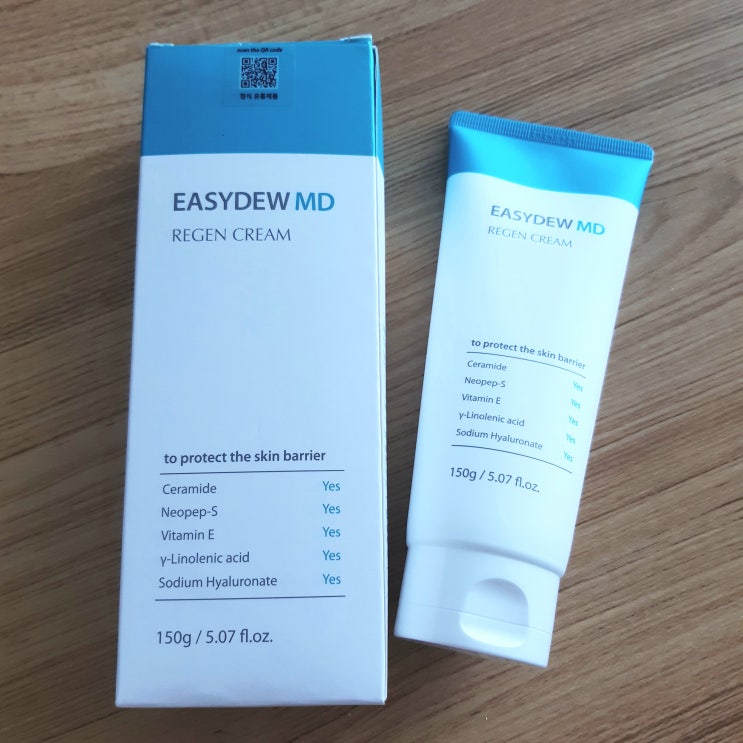 scan the QR code
정식 유통제품
EASYDEW MD
REGEN CREAM
to protect the skin barrier
Ceramide Yes
Neopep-S Yes
Vitamin E Yes
γ-Linolenic acid Yes
Sodium Hyaluronate Yes
150g / 5.07 fl.oz.
EASYDEW MD
REGEN CREAM
to protect the skin barrier
Ceramide Yes
Neopep-S Yes
Vitamin E Yes
γ-Linolenic acid Yes
Sodium Hyaluronate Yes
150g / 5.07 fl.oz.